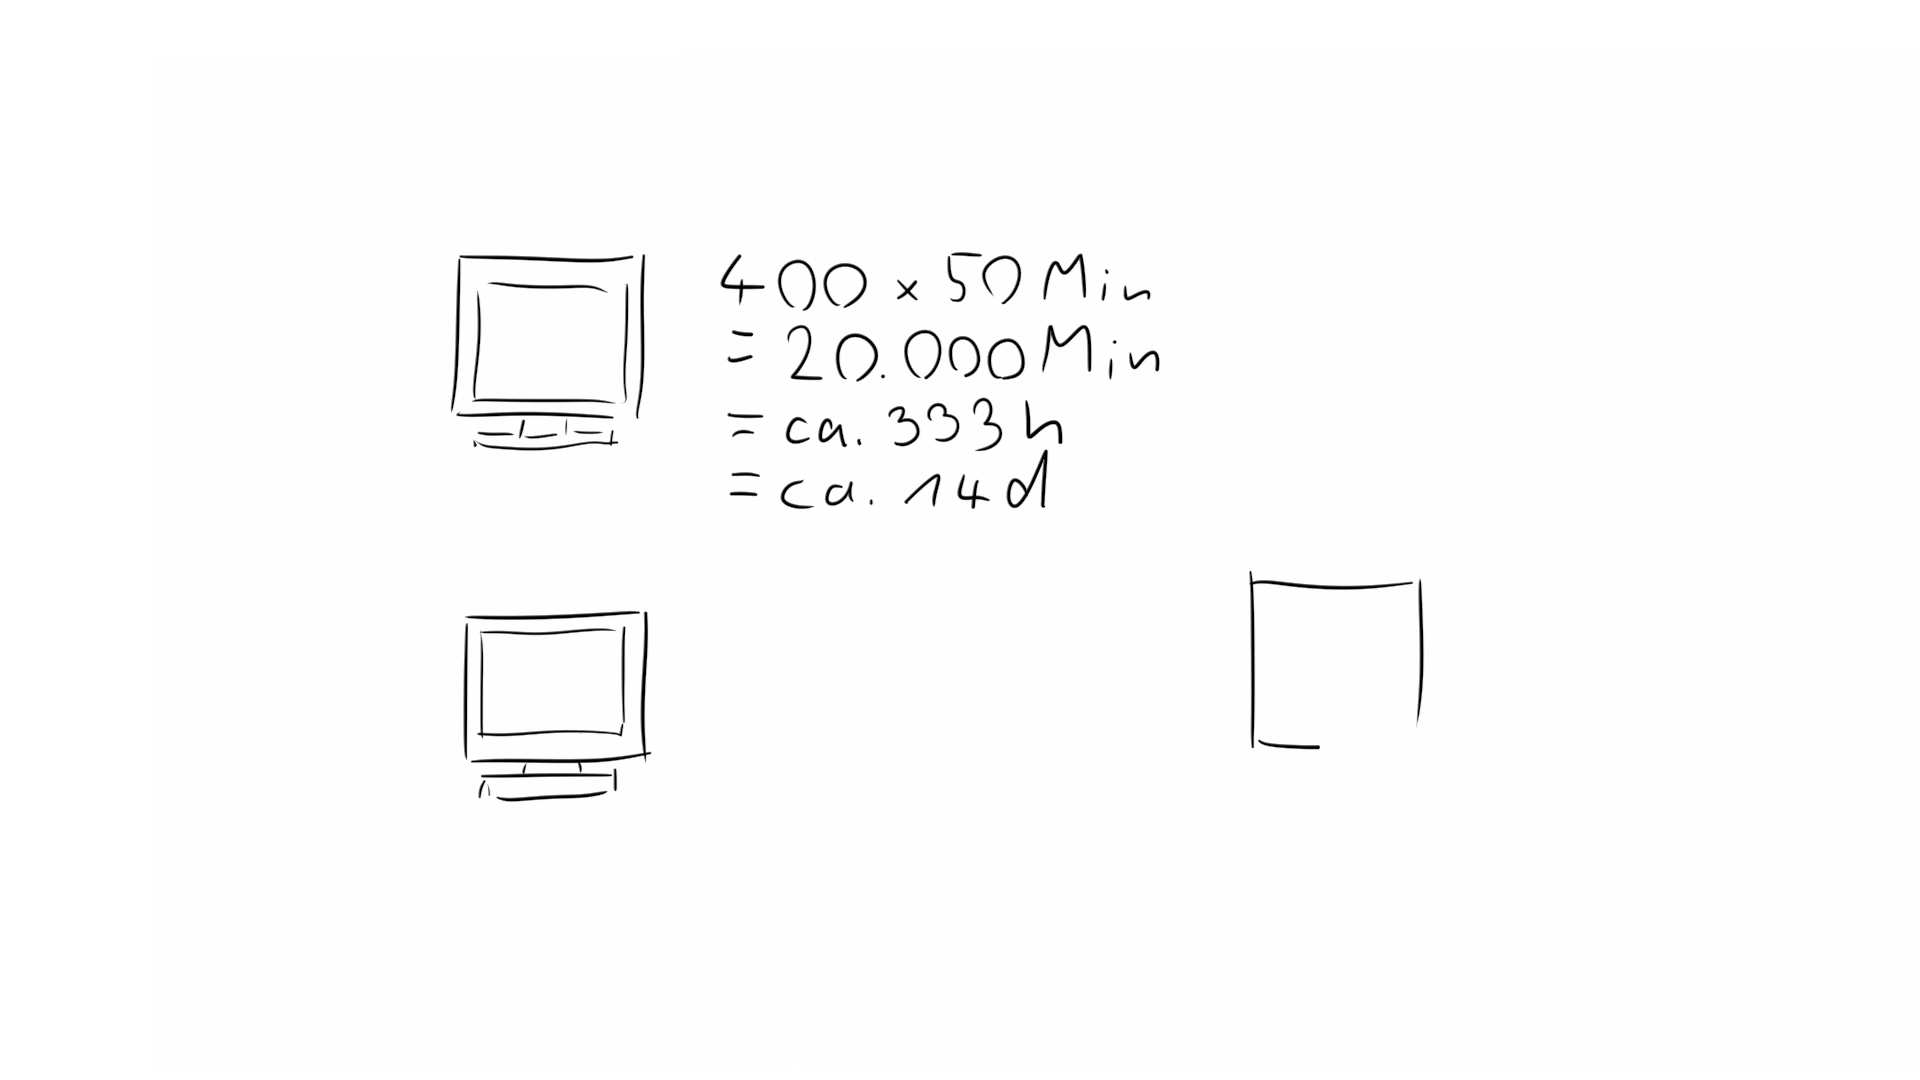 400 × 50 Min
= 20.000 Min
= ca. 333 h
= ca. 14 d